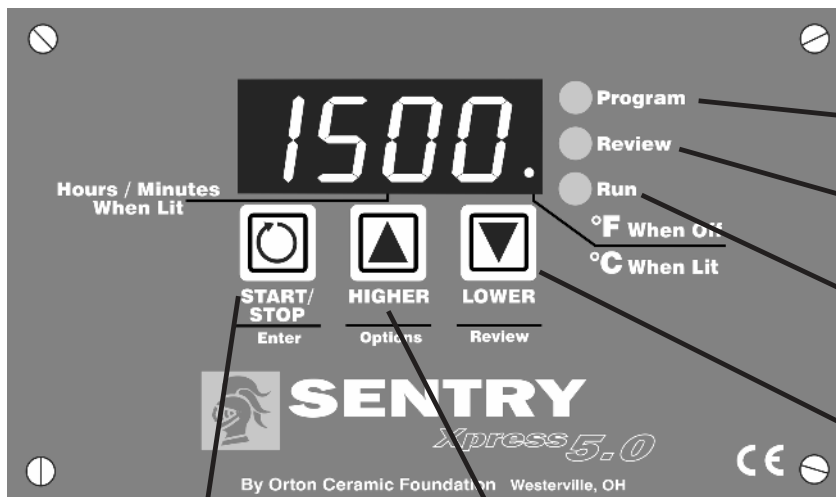 1500.
Program
Review
Run
Hours / Minutes
When Lit
°F When Off
°C When Lit
START/
STOP
Enter
HIGHER
Options
LOWER
Review
SENTRY
Xpress 5.0
CE
By Orton Ceramic Foundation Westerville, OH